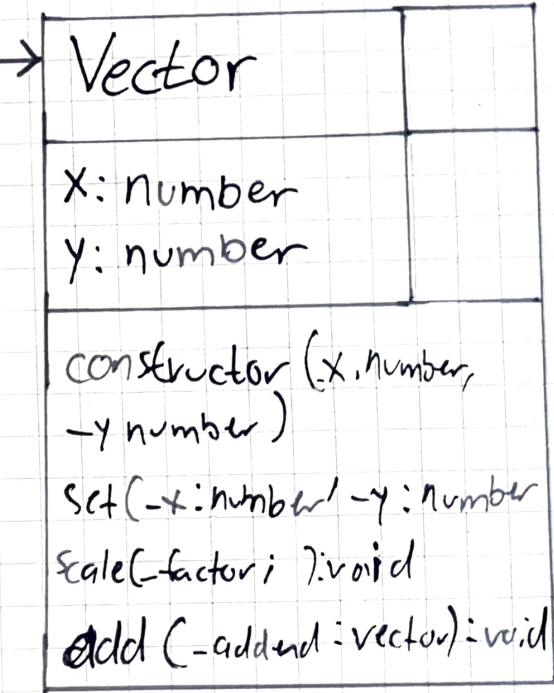 Vector
x: number
y: number
constructor (_x. number,
_y number)
set(_x: number, _y: number
scale(_factor; ): void
add (_addend: vector): void